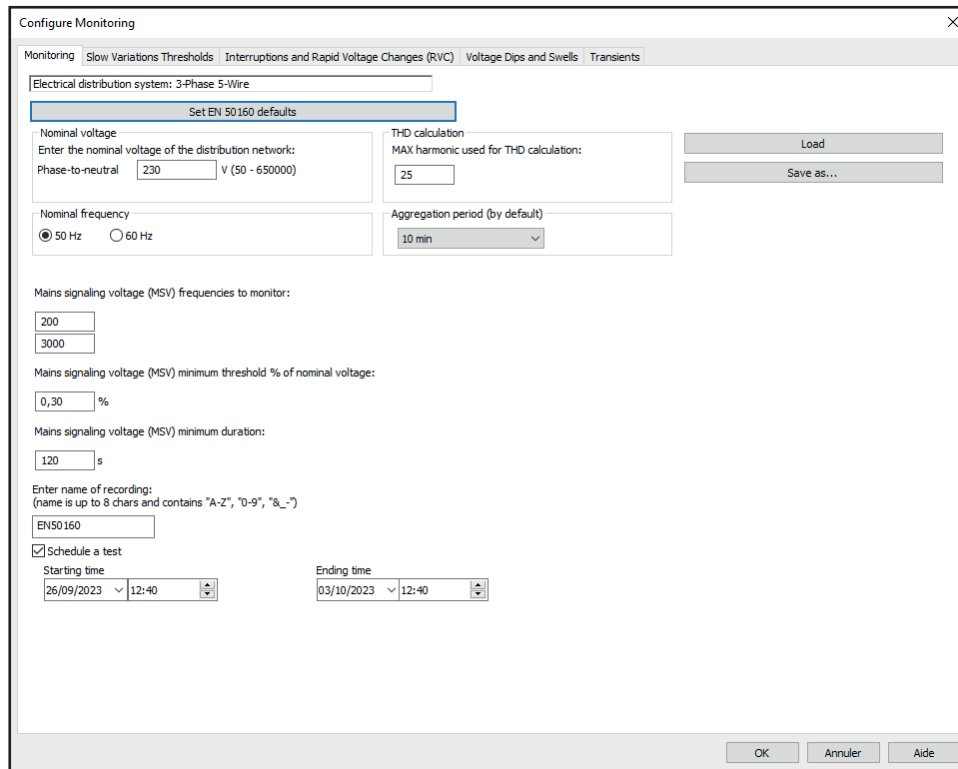 Configure Monitoring
Monitoring Slow Variations Thresholds Interruptions and Rapid Voltage Changes (RVC) Voltage Dips and Swells Transients
Electrical distribution system: 3-Phase 5-Wire
Set EN 50160 defaults
Nominal voltage
Enter the nominal voltage of the distribution network:
Phase-to-neutral 230 V (50 - 650000)
THD calculation
MAX harmonic used for THD calculation:
25
Load
Save as...
Nominal frequency
50 Hz 60 Hz
Aggregation period (by default)
10 min
Mains signaling voltage (MSV) frequencies to monitor:
200
3000
Mains signaling voltage (MSV) minimum threshold % of nominal voltage:
0,30 %
Mains signaling voltage (MSV) minimum duration:
120 s
Enter name of recording:
(name is up to 8 chars and contains "A-Z", "0-9", "&_-")
EN50160
Schedule a test
Starting time Ending time
26/09/2023 12:40 03/10/2023 12:40
OK Annuler Aide